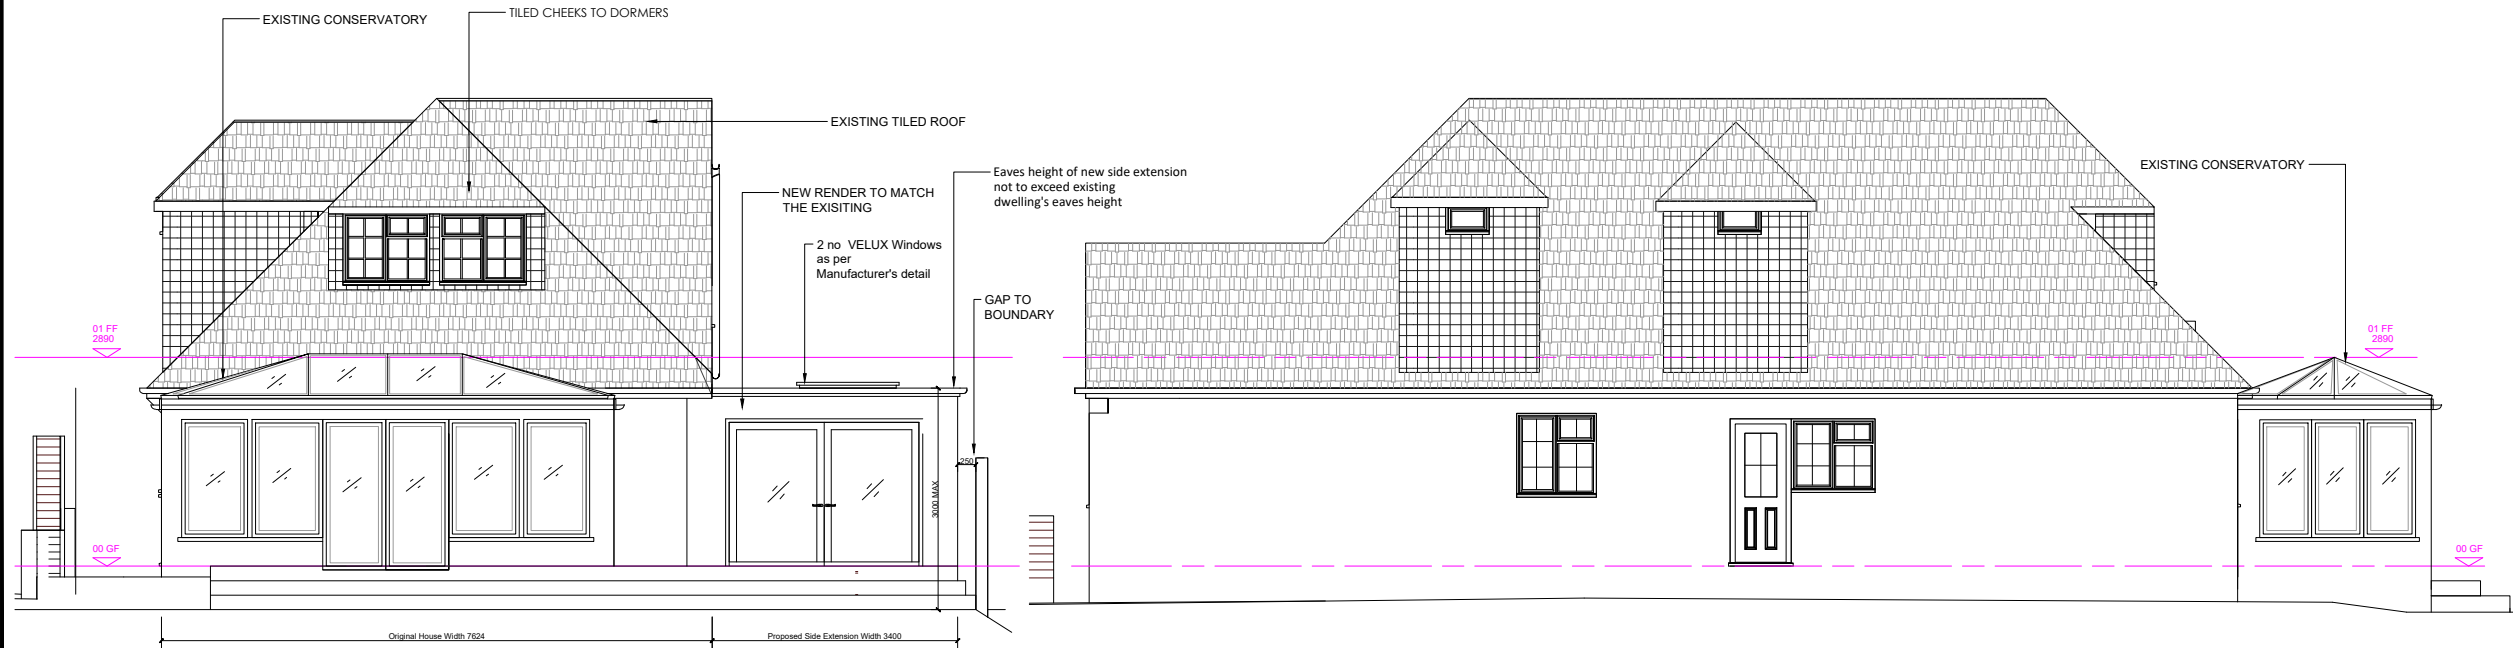 EXISTING CONSERVATORY
TILED CHEEKS TO DORMERS
EXISTING TILED ROOF
NEW RENDER TO MATCH
THE EXISITING
2 no VELUX Windows
as per
Manufacturer's detail
Eaves height of new side extension
not to exceed existing
dwelling's eaves height
GAP TO
BOUNDARY
01 FF
2890
00 GF
250
3000 MAX
Original House Width 7624
Proposed Side Extension Width 3400
EXISTING CONSERVATORY
01 FF
2890
00 GF